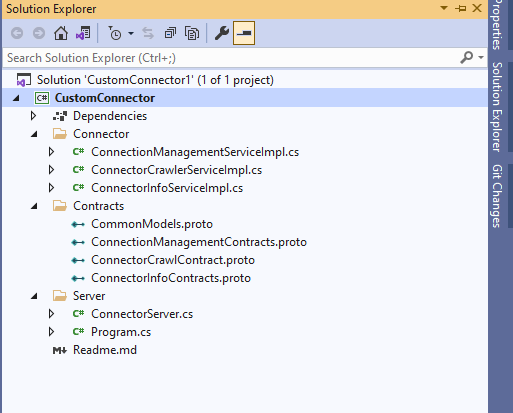 Solution Explorer
Search Solution Explorer (Ctrl+;)
Solution 'CustomConnector1' (1 of 1 project)
C# CustomConnector
Dependencies
Connector
C# ConnectionManagementServiceImpl.cs
C# ConnectorCrawlerServiceImpl.cs
C# ConnectorInfoServiceImpl.cs
Contracts
CommonModels.proto
ConnectionManagementContracts.proto
ConnectorCrawlContract.proto
ConnectorInfoContracts.proto
Server
C# ConnectorServer.cs
C# Program.cs
M Readme.md
Properties
Solution Explorer
Git Changes